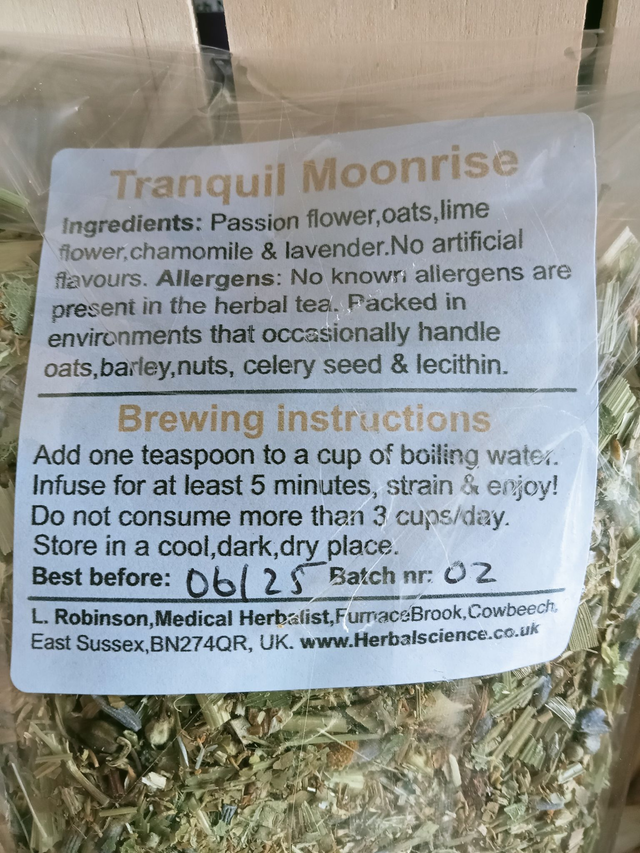 Tranquil Moonrise
Ingredients: Passion flower,oats,lime
flower,chamomile & lavender.No artificial
flavours. Allergens: No known allergens are
present in the herbal tea. Packed in
environments that occasionally handle
oats,barley,nuts, celery seed & lecithin.
Brewing instructions
Add one teaspoon to a cup of boiling water.
Infuse for at least 5 minutes, strain & enjoy!
Do not consume more than 3 cups/day.
Store in a cool,dark,dry place.
Best before: 06/25 Batch nr: 02
L. Robinson,Medical Herbalist,FurnaceBrook,Cowbeech,
East Sussex,BN274QR, UK. www.Herbalscience.co.uk